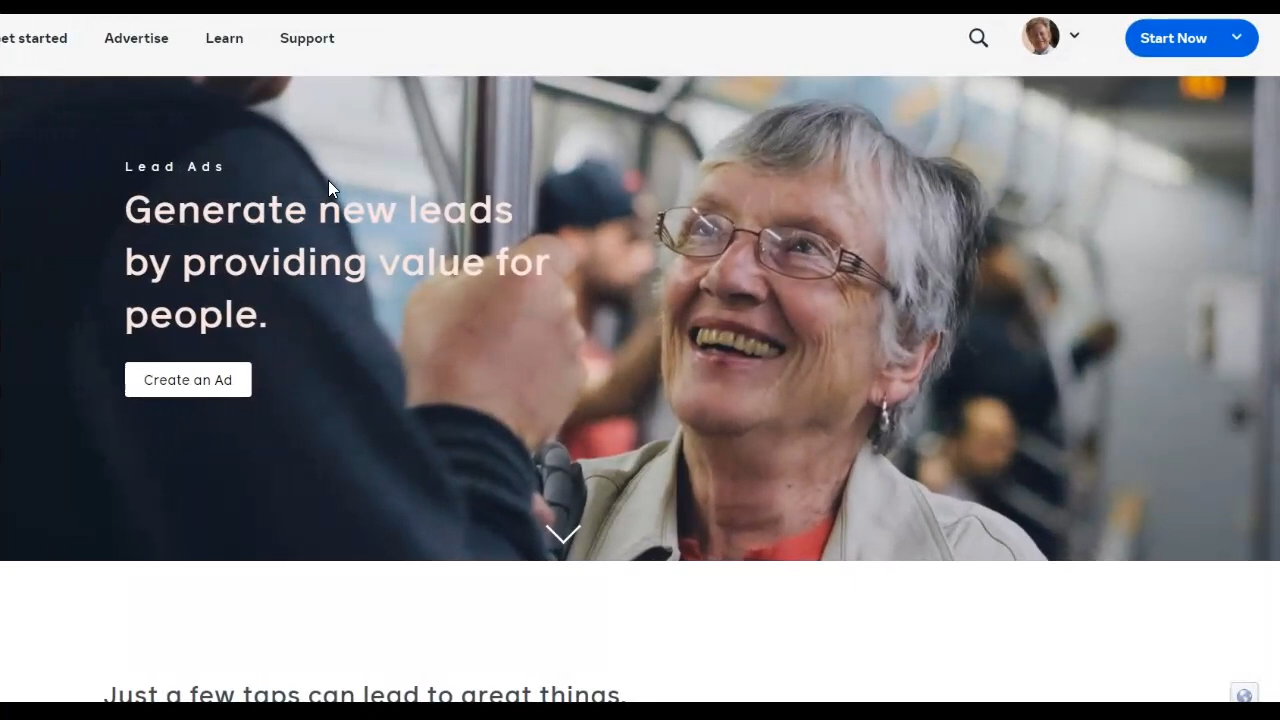 et started
Advertise
Learn
Support
Start Now
Lead Ads
Generate new leads
by providing value for
people.
Create an Ad
Just a few taps can lead to great things.